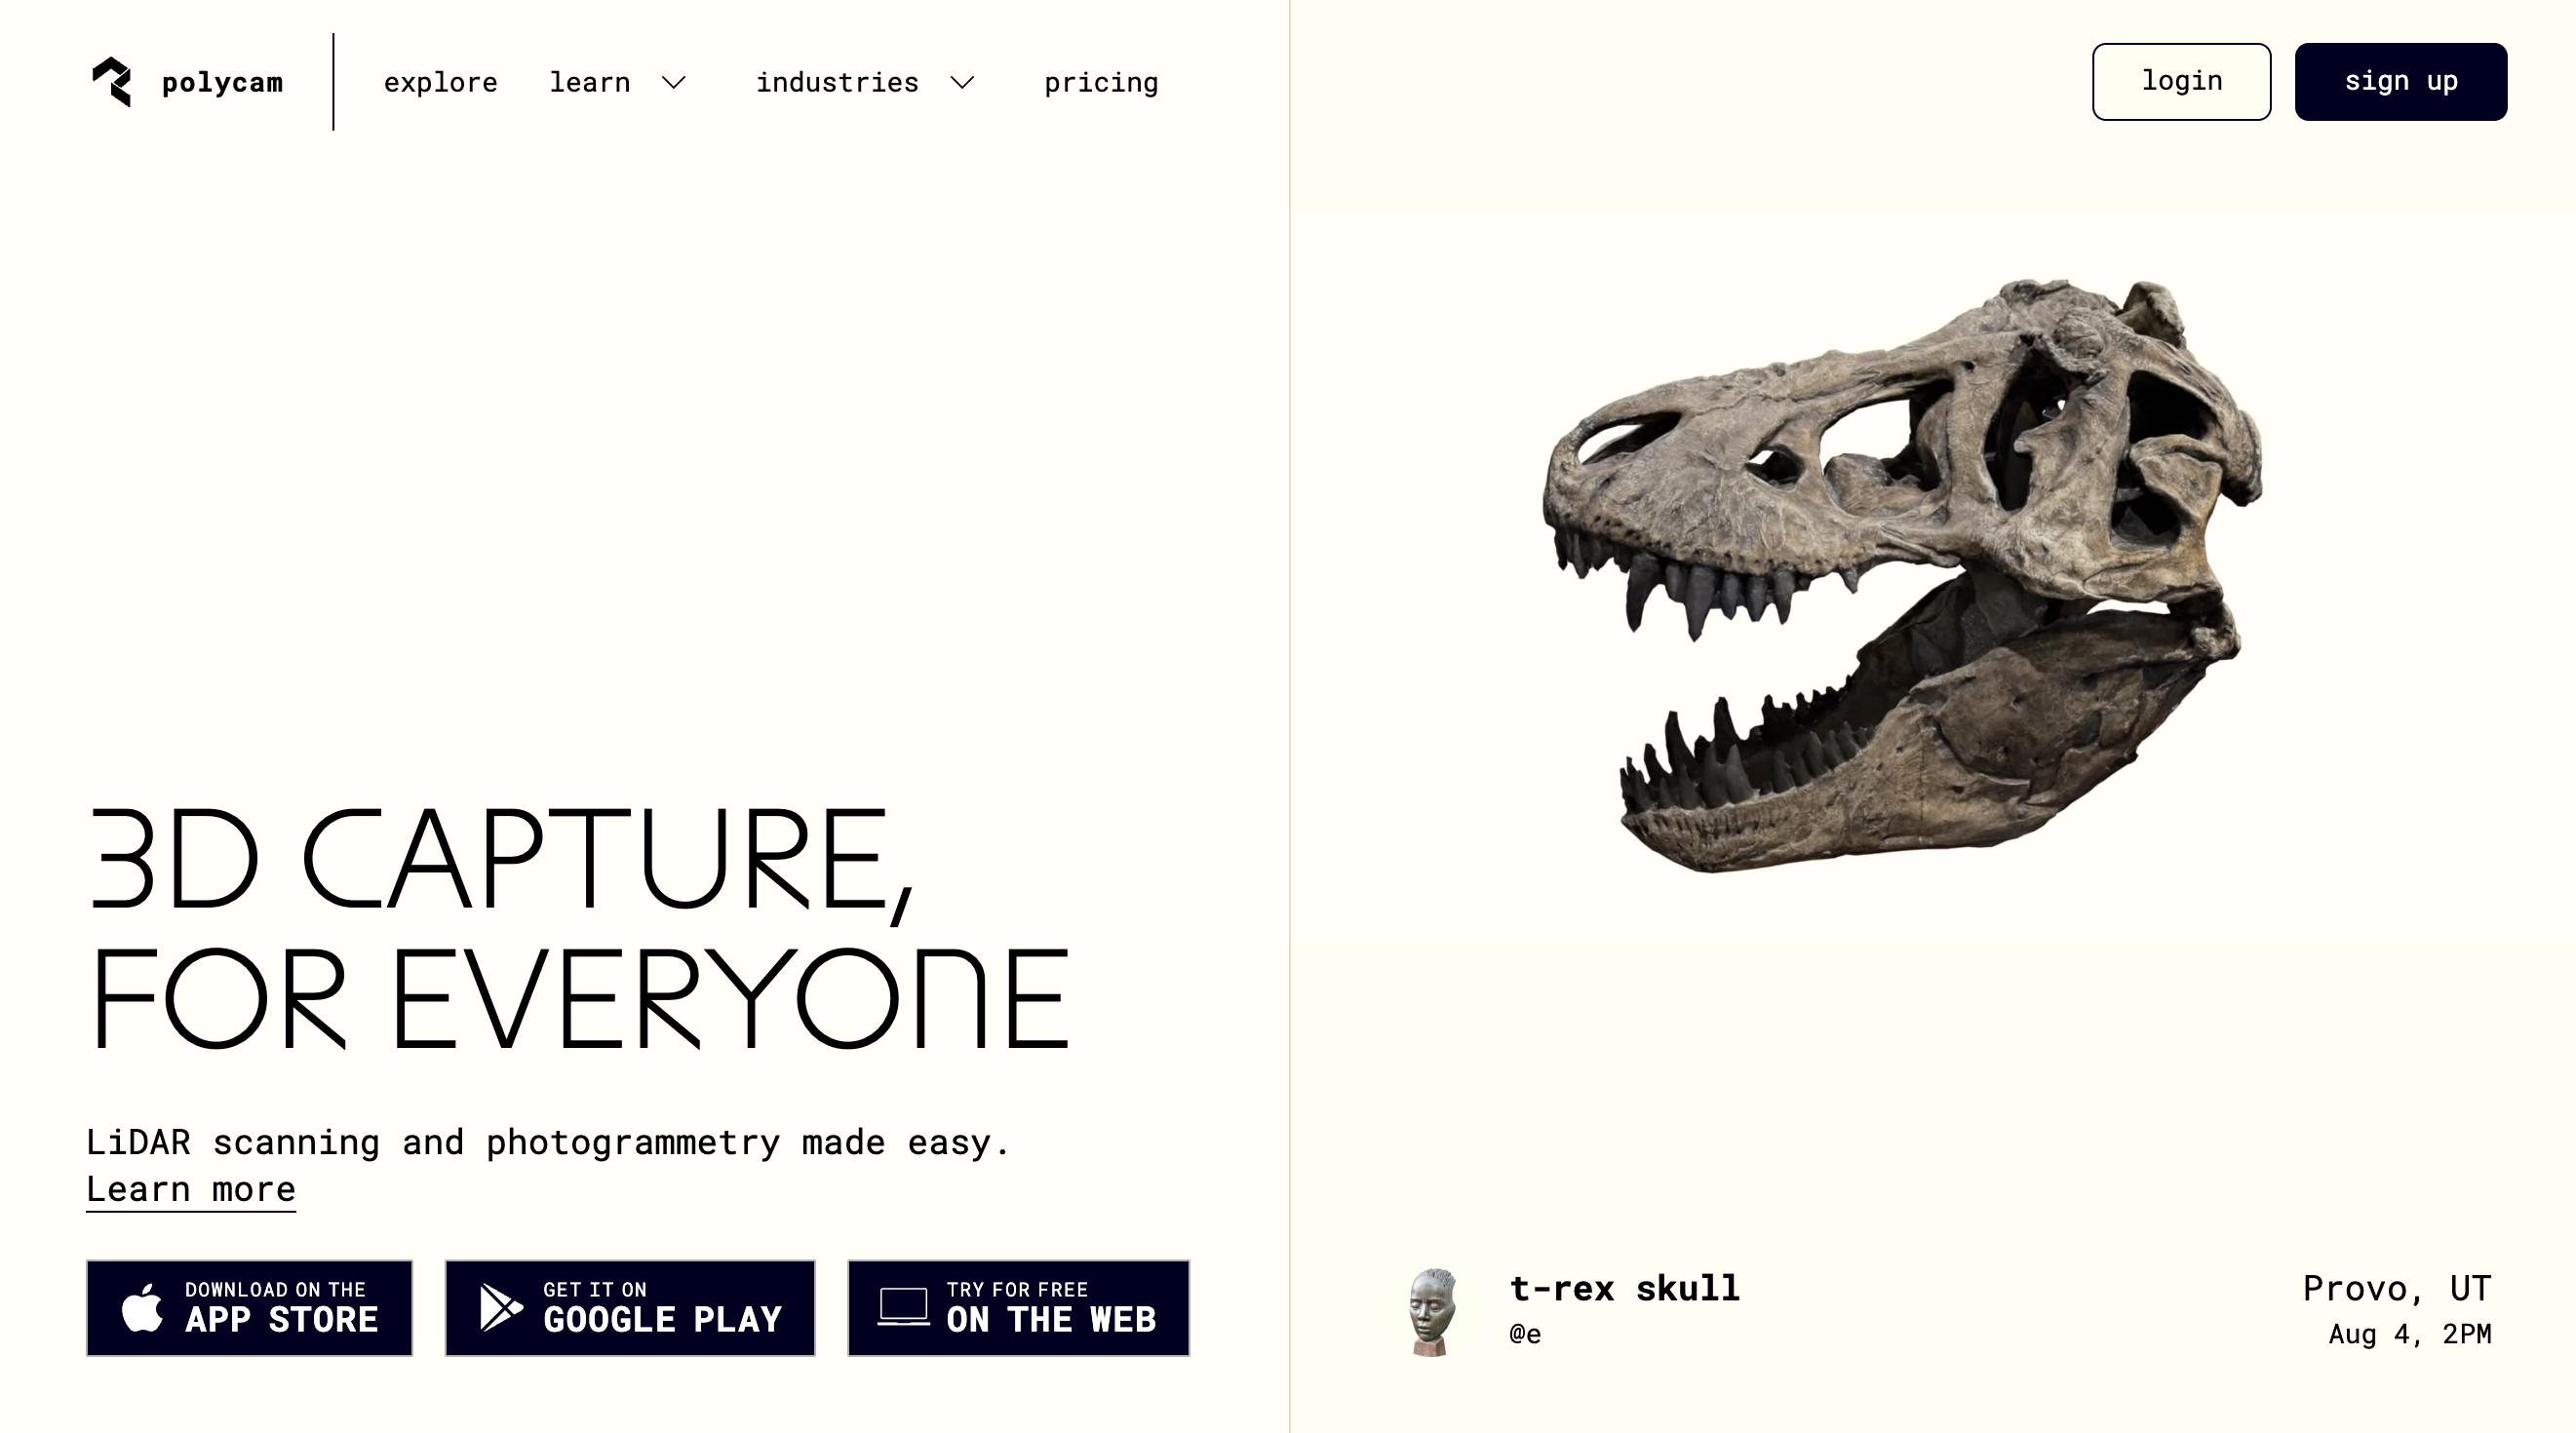 polycam
explore
learn
industries
pricing
login
sign up
3D CAPTURE,
FOR EVERYONE
LiDAR scanning and photogrammetry made easy.
Learn more
DOWNLOAD ON THE
APP STORE
GET IT ON
GOOGLE PLAY
TRY FOR FREE
ON THE WEB
t-rex skull
@e
Provo, UT
Aug 4, 2PM